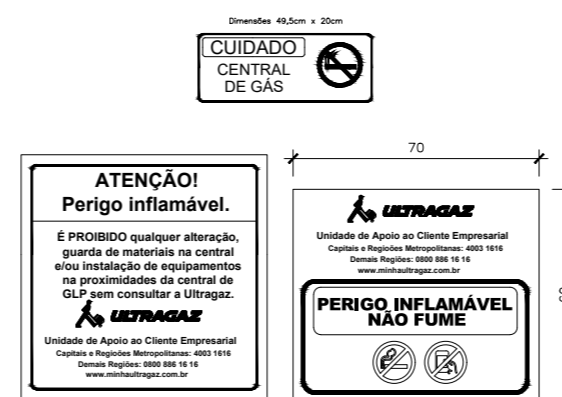 Dimensões 49,5cm x 20cm
CUIDADO
CENTRAL
DE GÁS
ATENÇÃO!
Perigo inflamável.
É PROIBIDO qualquer alteração,
guarda de materiais na central
e/ou instalação de equipamentos
na proximidades da central de
GLP sem consultar a Ultragaz.
ULTRAGAZ
Unidade de Apoio ao Cliente Empresarial
Capitais e Regioões Metropolitanas: 4003 1616
Demais Regiões: 0800 886 16 16
www.minhaultragaz.com.br
70
ULTRAGAZ
Unidade de Apoio ao Cliente Empresarial
Capitais e Regioões Metropolitanas: 4003 1616
Demais Regiões: 0800 886 16 16
www.minhaultragaz.com.br
PERIGO INFLAMÁVEL
NÃO FUME